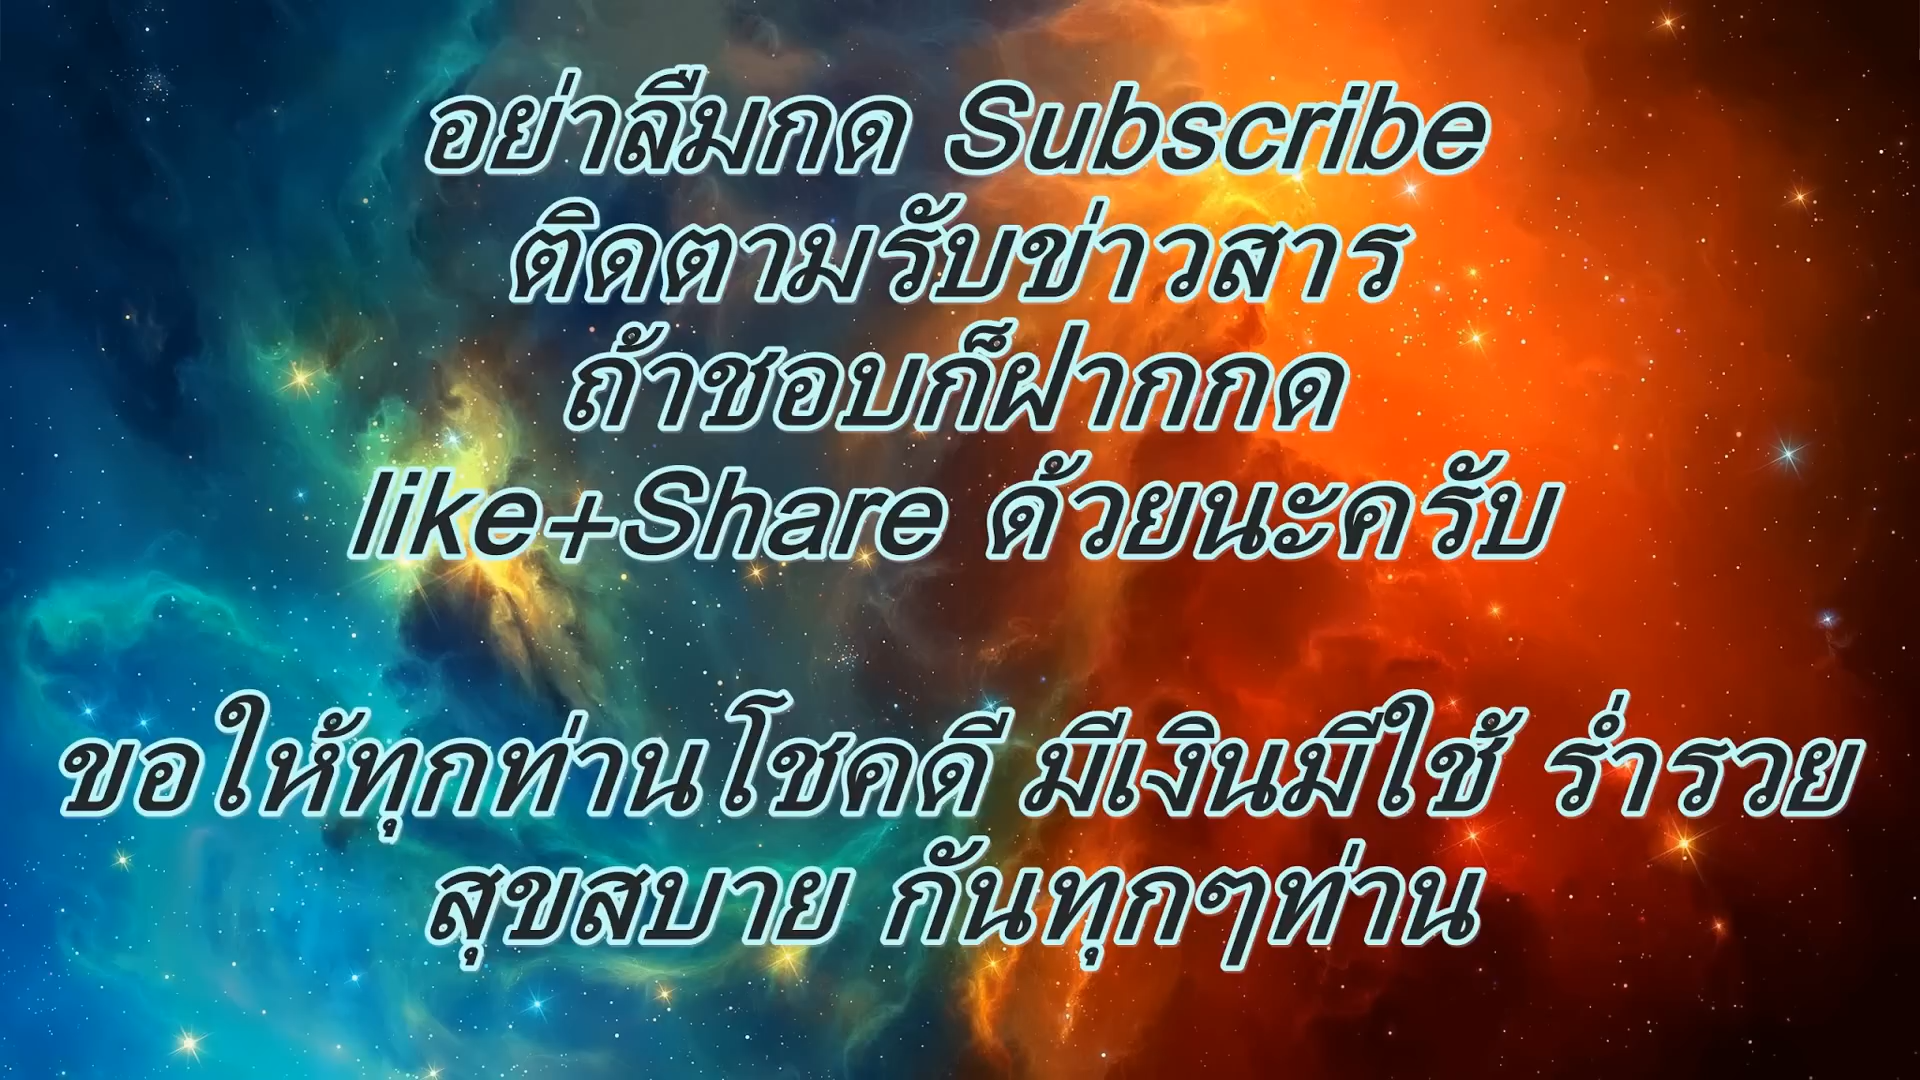 อย่าลืมกด Subscribe
ติดตามรับข่าวสาร
ถ้าชอบก็ฝากกด
like+Share ด้วยนะครับ
ขอให้ทุกท่านโชคดี มีเงินมีใช้ ร่ำรวย
สุขสบาย กันทุกๆท่าน